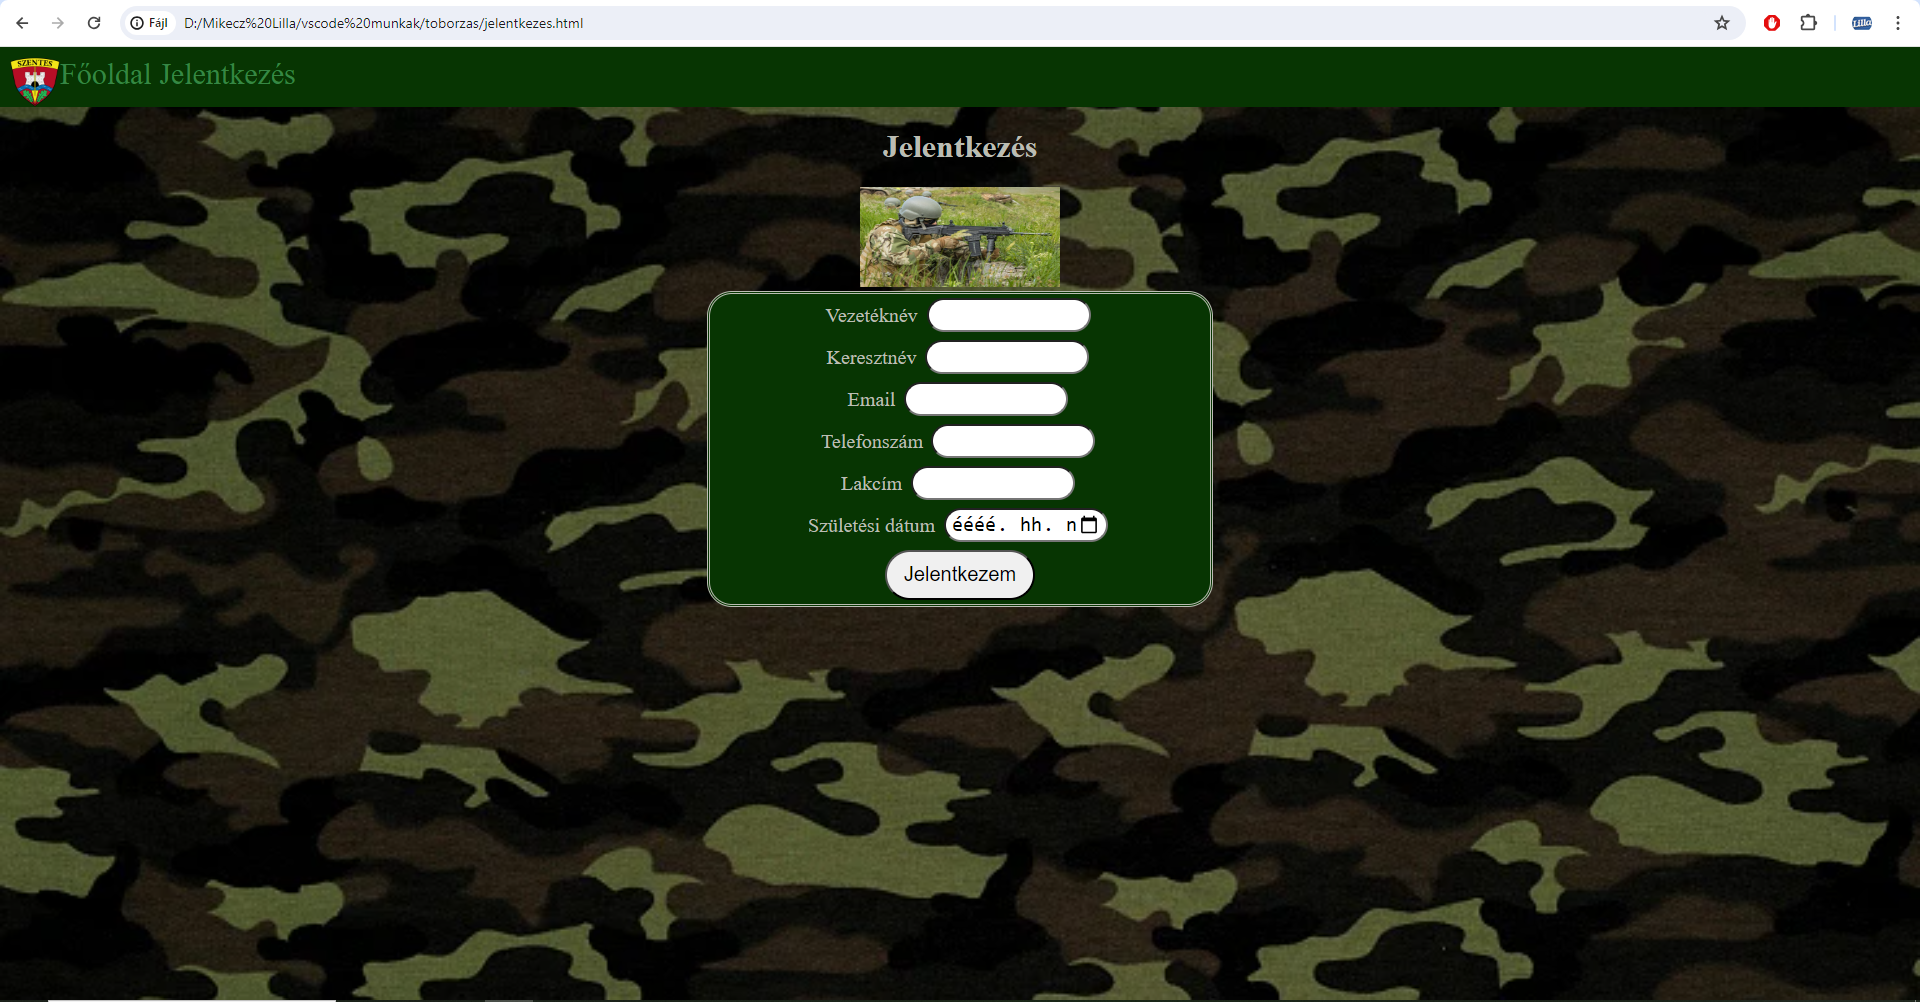 Fájl D:/Mikecz%20Lilla/vscode%20munkak/toborzas/jelentkezes.html Lilla
SZENTES
Főoldal Jelentkezés
Jelentkezés
Vezetéknév
Keresztnév
Email
Telefonszám
Lakcím
Születési dátum éééé. hh. n
Jelentkezem